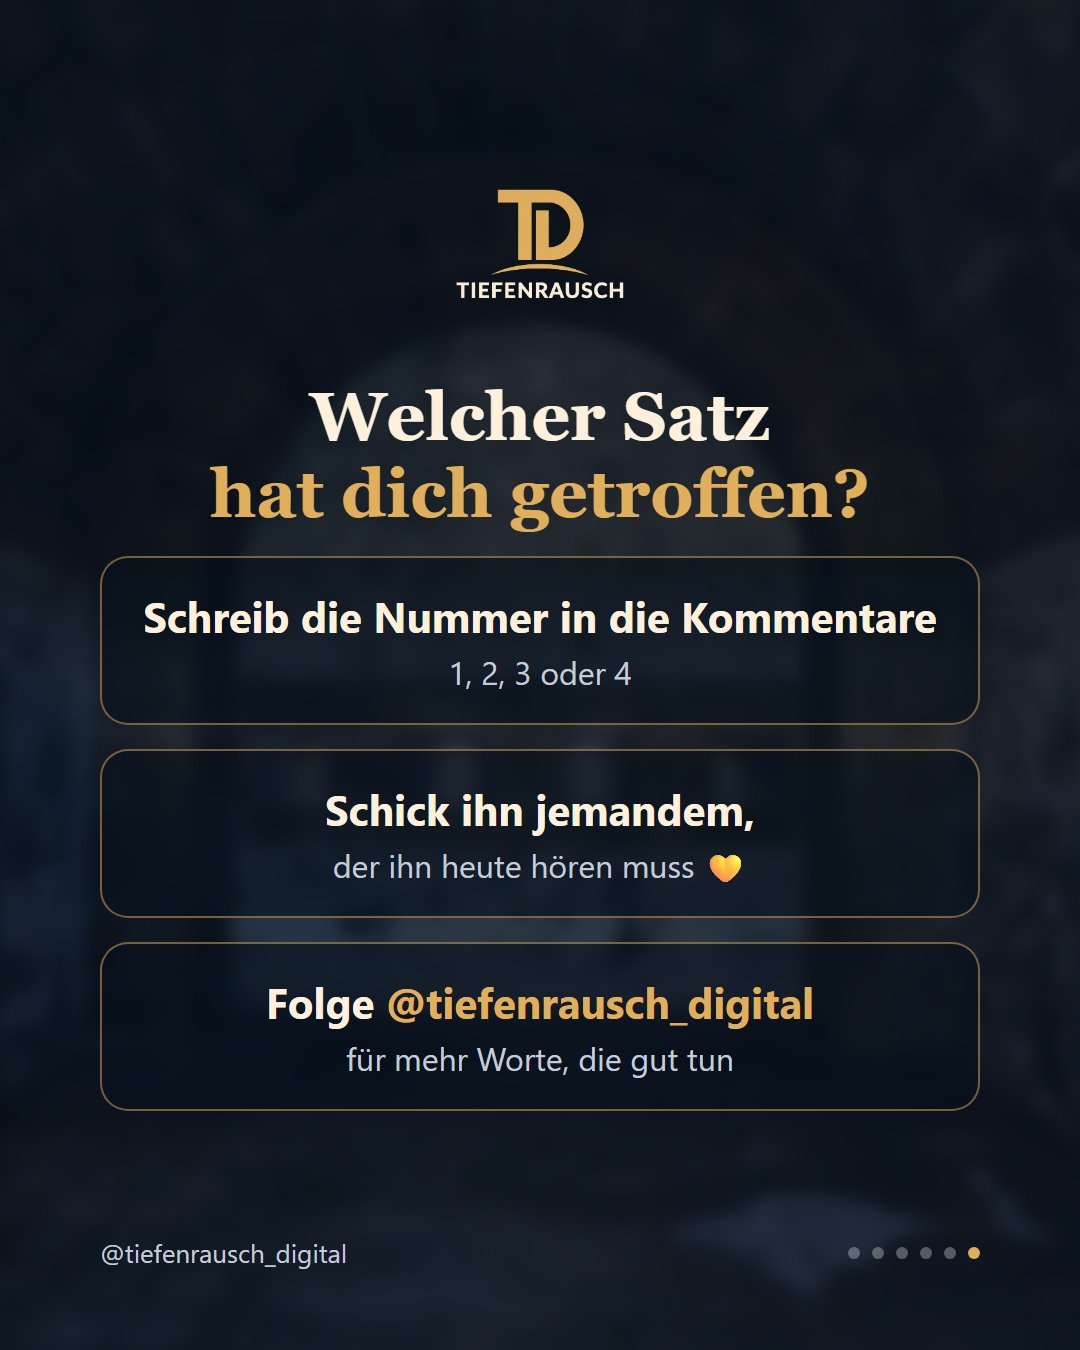 TD
TIEFENRAUSCH
Welcher Satz
hat dich getroffen?
Schreib die Nummer in die Kommentare
1, 2, 3 oder 4
Schick ihn jemandem,
der ihn heute hören muss 💛
Folge @tiefenrausch_digital
für mehr Worte, die gut tun
@tiefenrausch_digital